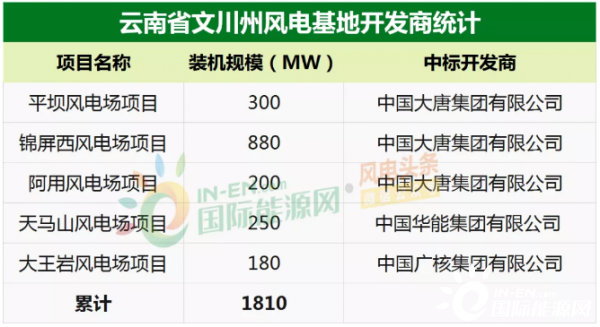 云南省文川州风电基地开发商统计
项目名称 装机规模（MW） 中标开发商
平坝风电场项目 300 中国大唐集团有限公司
锦屏西风电场项目 880 中国大唐集团有限公司
阿用风电场项目 200 中国大唐集团有限公司
天马山风电场项目 250 中国华能集团有限公司
大王岩风电场项目 180 中国广核集团有限公司
累计 1810
IN-EN.com
国际能源网
风电头条
IN-EN.com
国际能源网